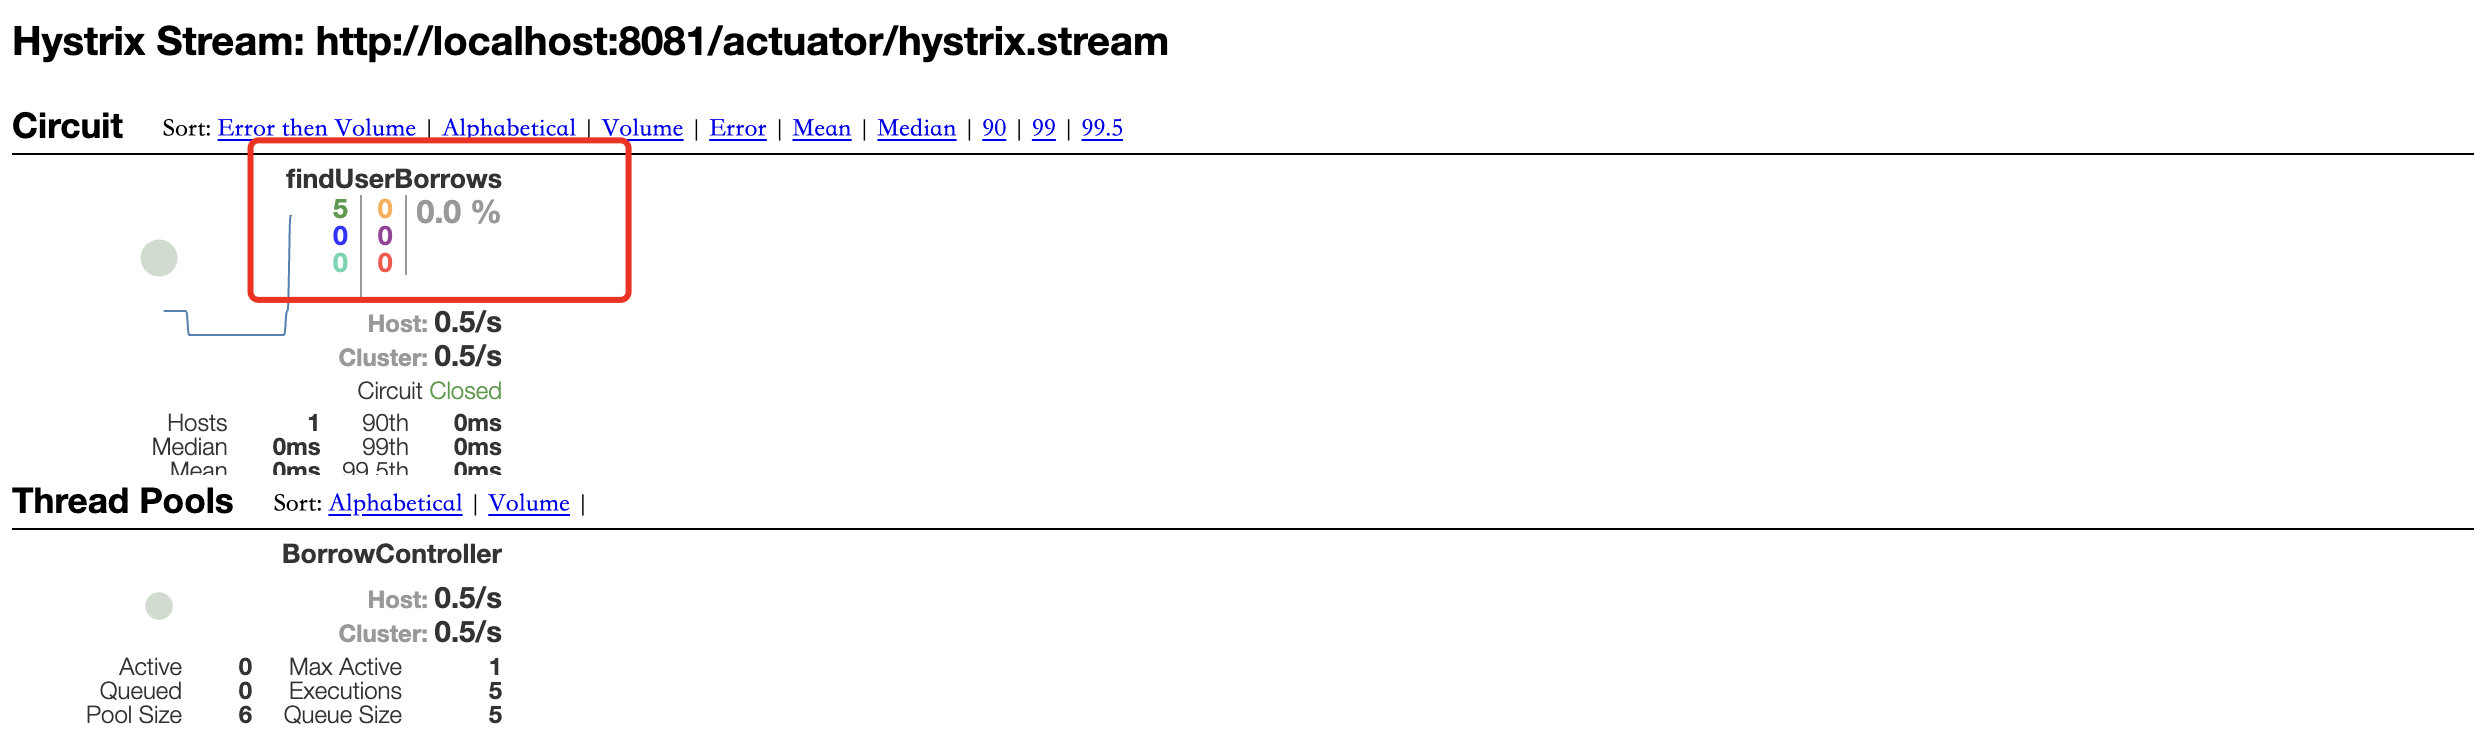 Hystrix Stream: http://localhost:8081/actuator/hystrix.stream
Circuit Sort: Error then Volume | Alphabetical | Volume | Error | Mean | Median | 90 | 99 | 99.5
findUserBorrows
5 0 0.0 %
0 0
0 0
Host: 0.5/s
Cluster: 0.5/s
Circuit Closed
Hosts 1 90th 0ms
Median 0ms 99th 0ms
Mean 0ms 99.5th 0ms
Thread Pools Sort: Alphabetical | Volume |
BorrowController
Host: 0.5/s
Cluster: 0.5/s
Active 0 Max Active 1
Queued 0 Executions 5
Pool Size 6 Queue Size 5